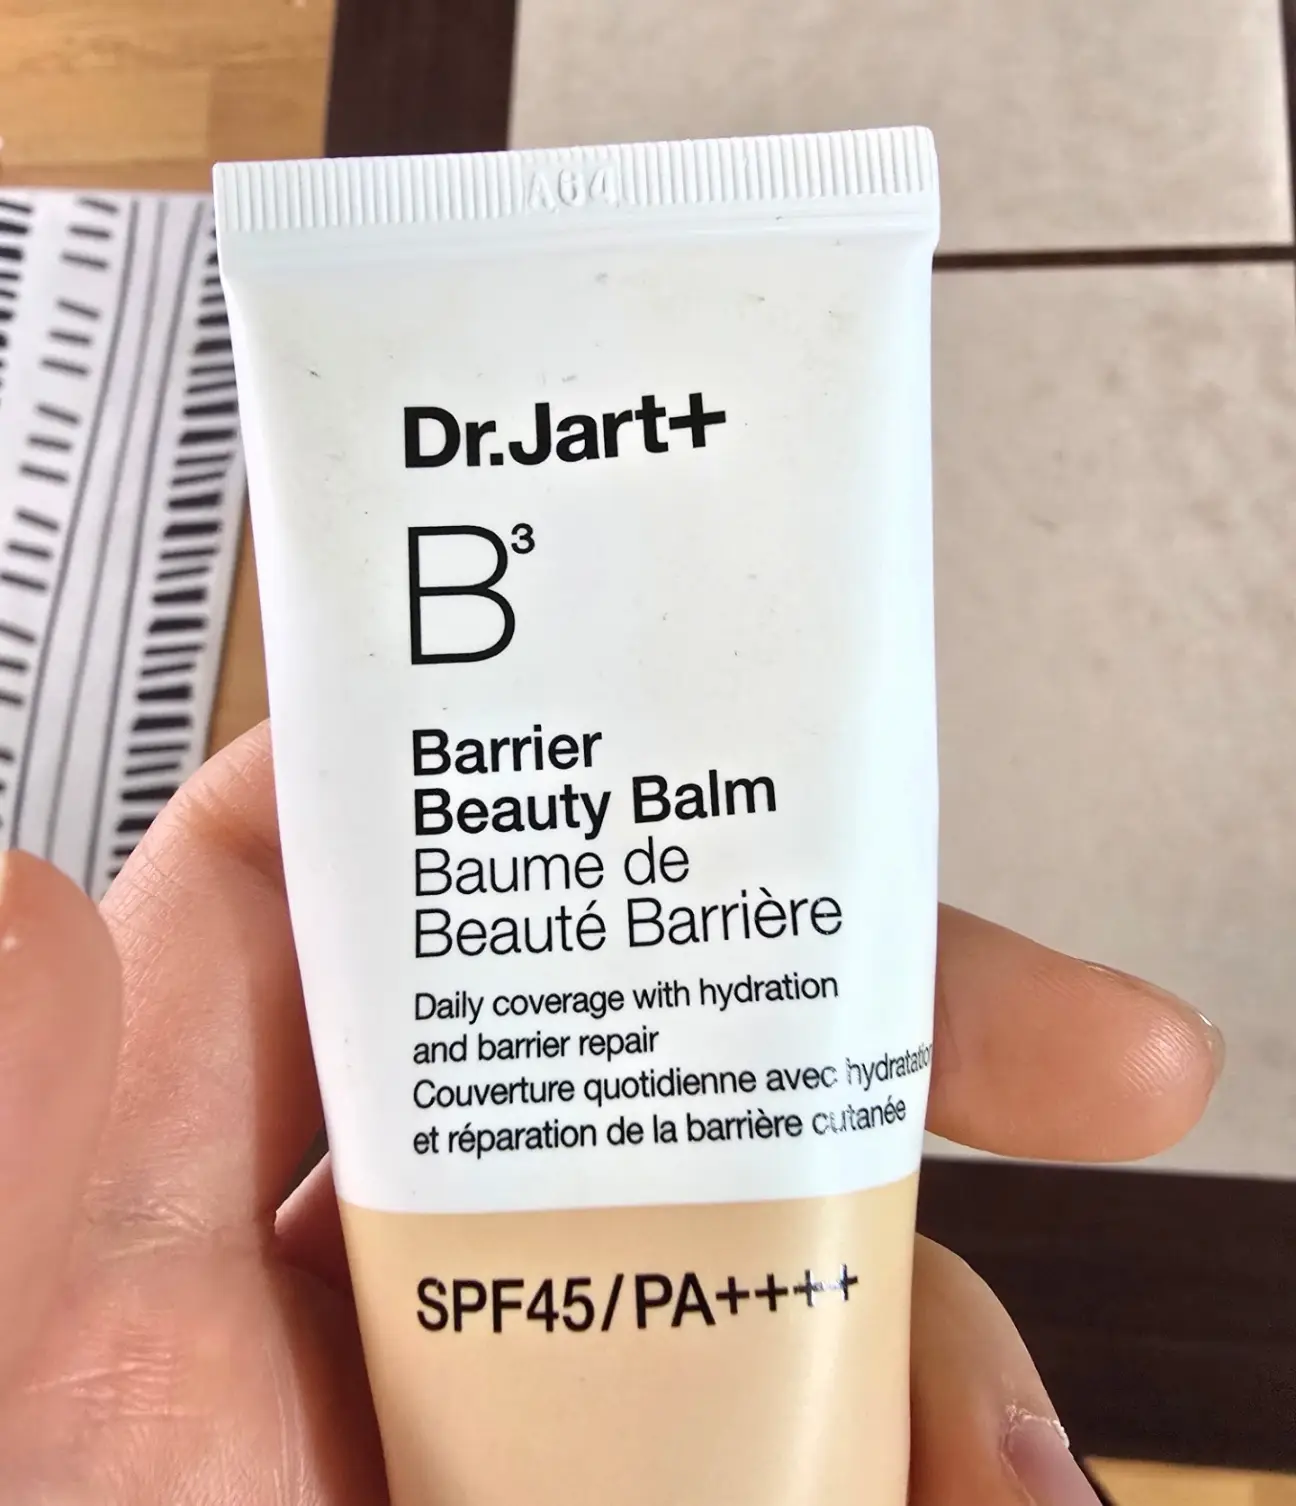 A64
Dr.Jart+
B³
Barrier
Beauty Balm
Baume de
Beauté Barrière
Daily coverage with hydration
and barrier repair
Couverture quotidienne avec hydratation
et réparation de la barrière cutanée
SPF45/PA++++